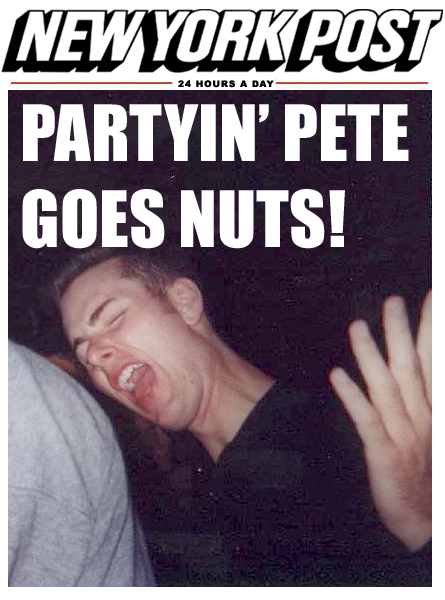 NEW YORK POST
24 HOURS A DAY
PARTYIN' PETE
GOES NUTS!